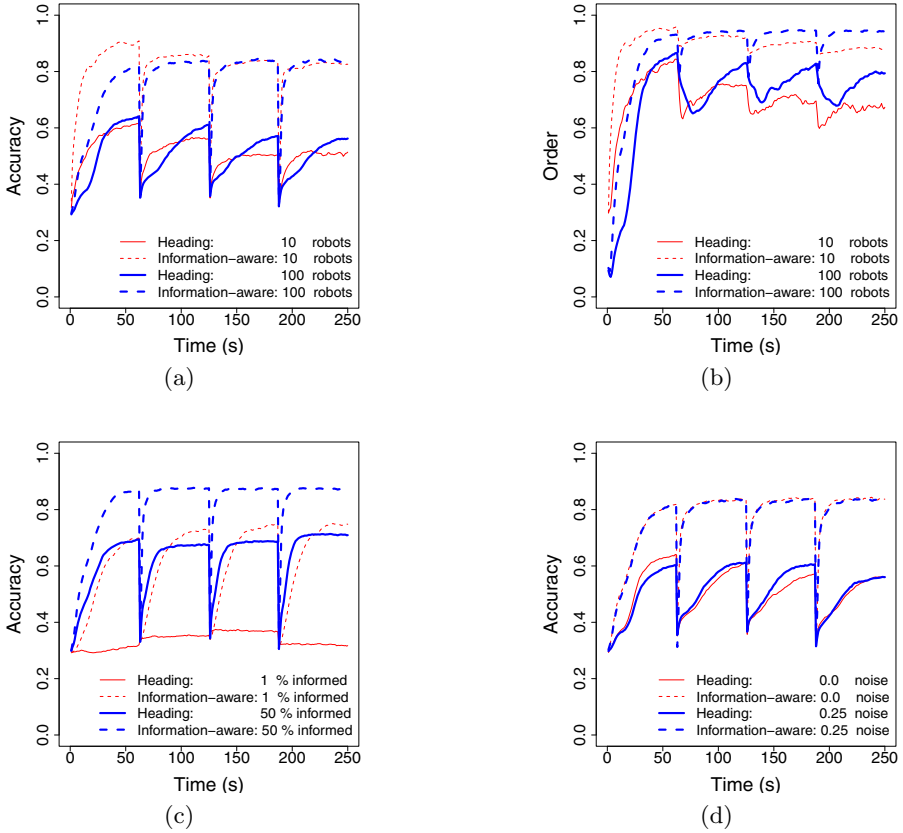 1.0
0.8
0.6
0.4
0.2
0.0
Accuracy
Heading: 10 robots
Information−aware: 10 robots
Heading: 100 robots
Information−aware: 100 robots
0 50 100 150 200 250
Time (s)
(a)
1.0
0.8
0.6
0.4
0.2
0.0
Order
Heading: 10 robots
Information−aware: 10 robots
Heading: 100 robots
Information−aware: 100 robots
0 50 100 150 200 250
Time (s)
(b)
1.0
0.8
0.6
0.4
0.2
0.0
Accuracy
Heading: 1 % informed
Information−aware: 1 % informed
Heading: 50 % informed
Information−aware: 50 % informed
0 50 100 150 200 250
Time (s)
(c)
1.0
0.8
0.6
0.4
0.2
0.0
Accuracy
Heading: 0.0 noise
Information−aware: 0.0 noise
Heading: 0.25 noise
Information−aware: 0.25 noise
0 50 100 150 200 250
Time (s)
(d)